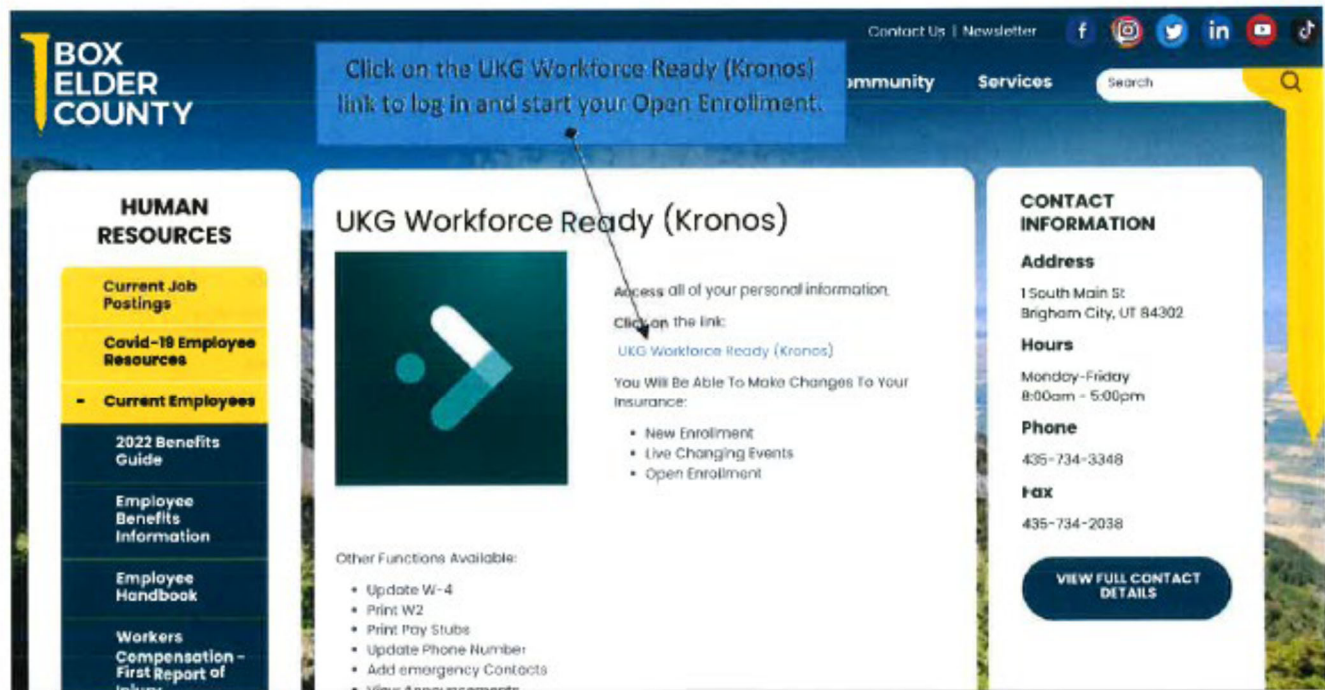 Contact Us | Newsletter
BOX
ELDER
COUNTY
Click on the UKG Workforce Ready (Kronos)
link to log in and start your Open Enrollment.
ommunity
Services
Search
HUMAN
RESOURCES
Current Job
Postings
Covid-19 Employee
Resources
- Current Employees
2022 Benefits
Guide
Employee
Benefits
Information
Employee
Handbook
Workers
Compensation -
First Report of
Injury
UKG Workforce Ready (Kronos)
Access all of your personal information.
Click on the link:
UKG Workforce Ready (Kronos)
You Will Be Able To Make Changes To Your
Insurance:
• New Enrollment
• Live Changing Events
• Open Enrollment
Other Functions Available:
• Update W-4
• Print W2
• Print Pay Stubs
• Update Phone Number
• Add emergency Contacts
• View Announcements
CONTACT
INFORMATION
Address
1 South Main St
Brigham City, UT 84302
Hours
Monday-Friday
8:00am - 5:00pm
Phone
435-734-3348
Fax
435-734-2038
VIEW FULL CONTACT
DETAILS